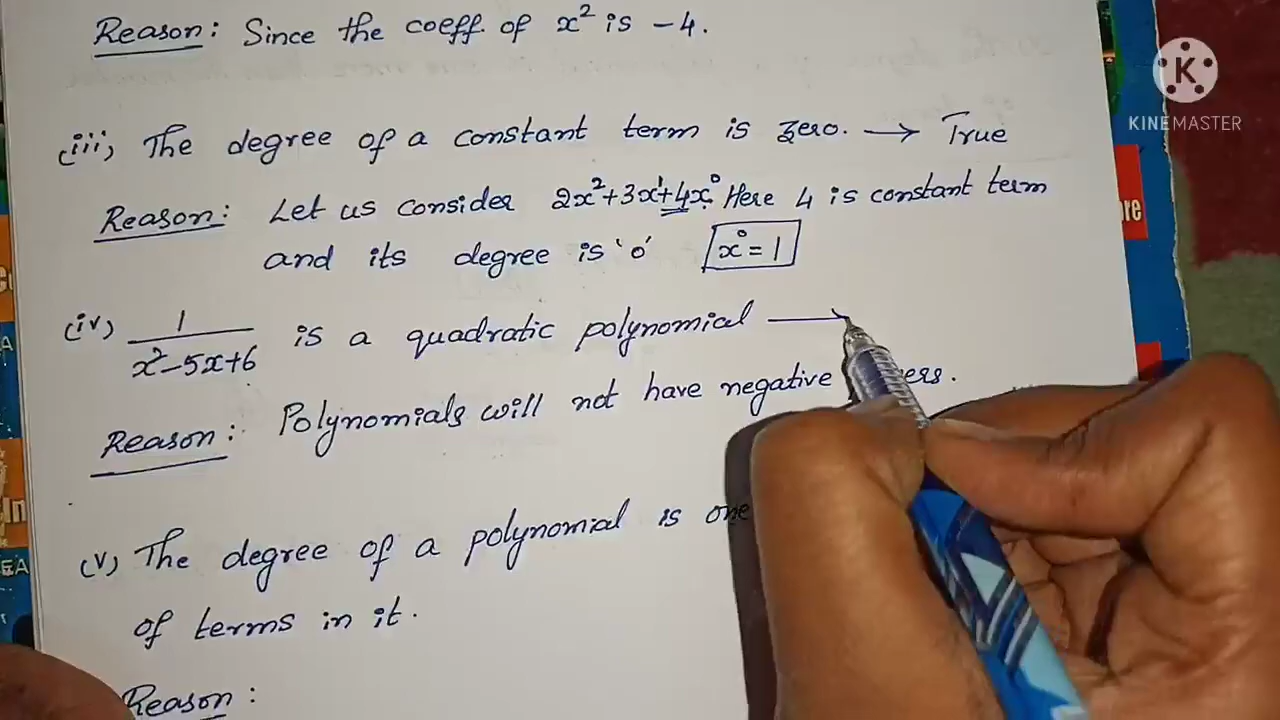 Reason: Since the coeff. of x² is -4.
(iii) The degree of a constant term is zero. → True
Reason: Let us consider 2x²+3x¹+4x⁰. Here 4 is constant term
and its degree is 'o' x⁰ = 1
(iv) 1/(x²-5x+6) is a quadratic polynomial →
Reason: Polynomials will not have negative
(v) The degree of a polynomial is one
of terms in it.
Reason:
K
KINEMASTER